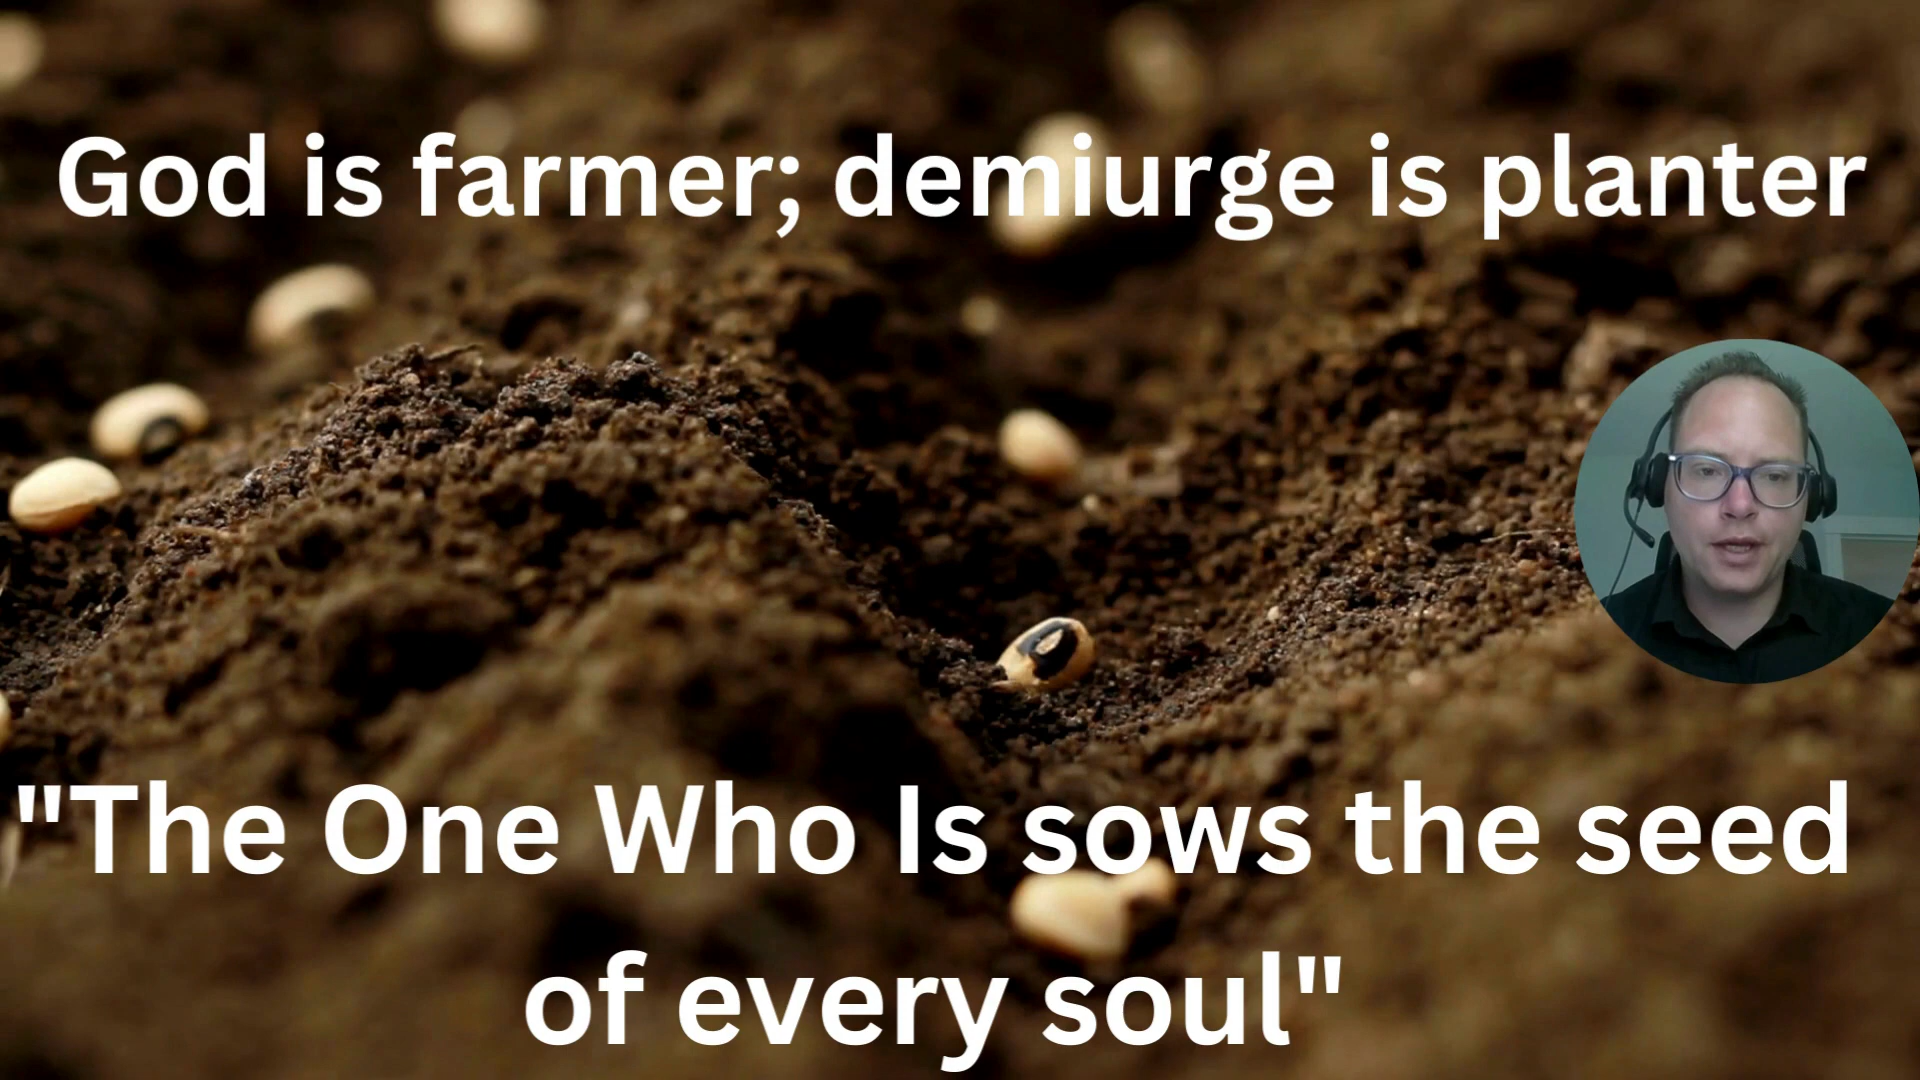 God is farmer; demiurge is planter
"The One Who Is sows the seed
of every soul"